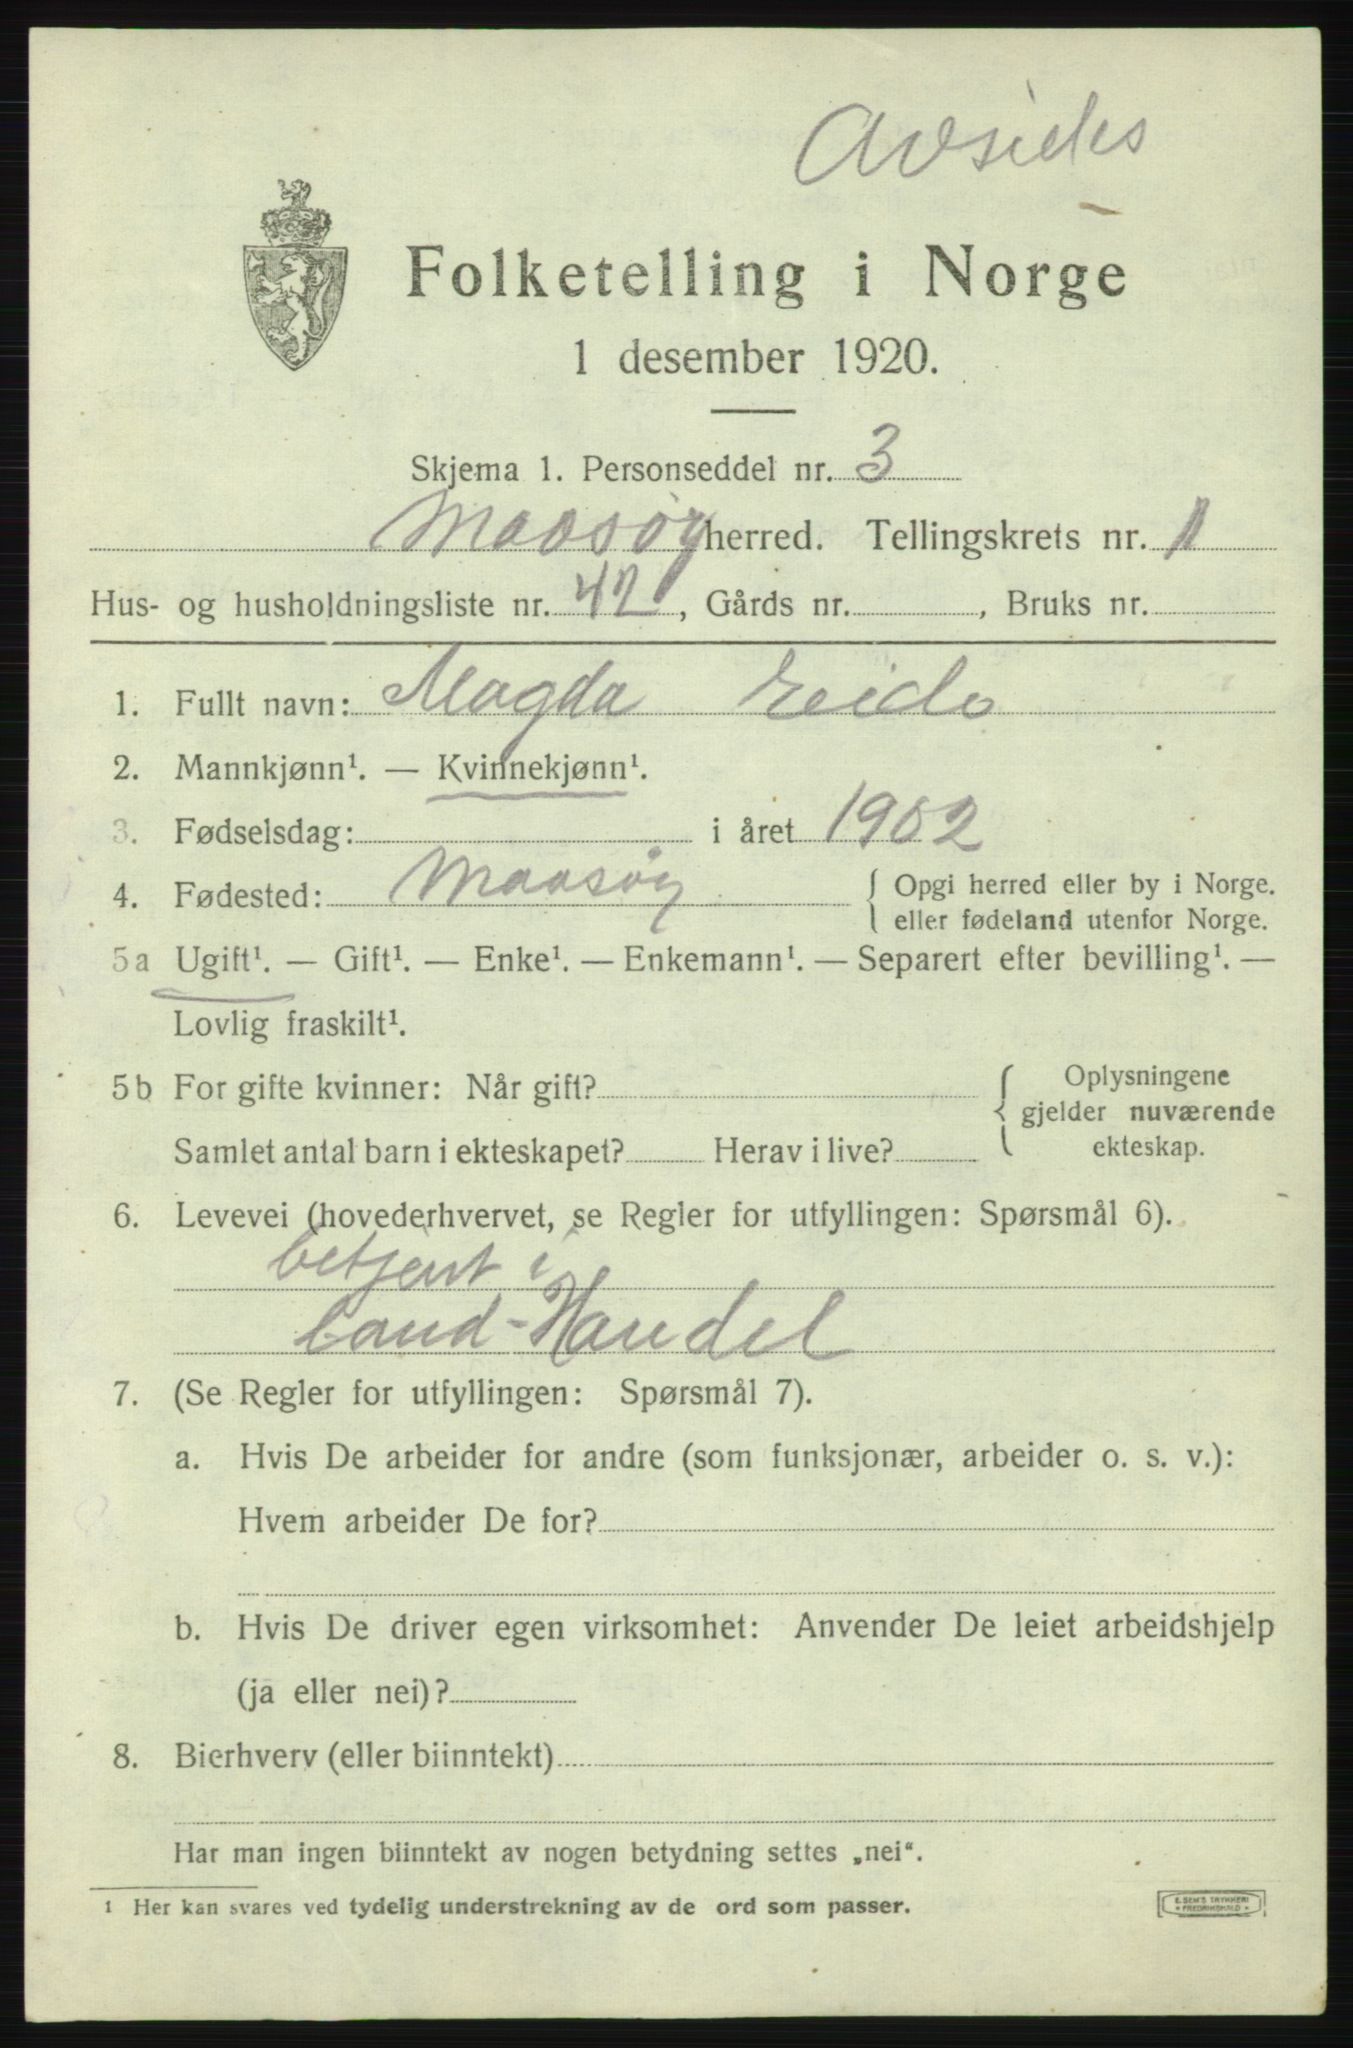 Avsides
Folketelling i Norge
1 desember 1920.
Skjema 1. Personseddel nr. 3
Maasøy herred. Tellingskrets nr. 1
Hus- og husholdningsliste nr. 42, Gårds nr. , Bruks nr.
1. Fullt navn: Magda Eide
2. Mannkjønn¹. — Kvinnekjønn¹.
3. Fødselsdag: i året 1902
4. Fødested: Maasøy { Opgi herred eller by i Norge.
eller fødeland utenfor Norge.
5a Ugift¹. — Gift¹. — Enke¹. — Enkemann¹. — Separert efter bevilling¹. —
Lovlig fraskilt¹.
5b For gifte kvinner: Når gift? { Oplysningene
gjelder nuværende
Samlet antal barn i ekteskapet? Herav i live? ekteskap.
6. Levevei (hovederhvervet, se Regler for utfyllingen: Spørsmål 6).
betjent i
Land-Handel
7. (Se Regler for utfyllingen: Spørsmål 7).
a. Hvis De arbeider for andre (som funksjonær, arbeider o. s. v.):
Hvem arbeider De for?
b. Hvis De driver egen virksomhet: Anvender De leiet arbeidshjelp
(ja eller nei)?
8. Bierhverv (eller biinntekt)
Har man ingen biinntekt av nogen betydning settes „nei“.
¹ Her kan svares ved tydelig understrekning av de ord som passer.
E. SEM'S TRYKKERI
FREDRIKSHALD